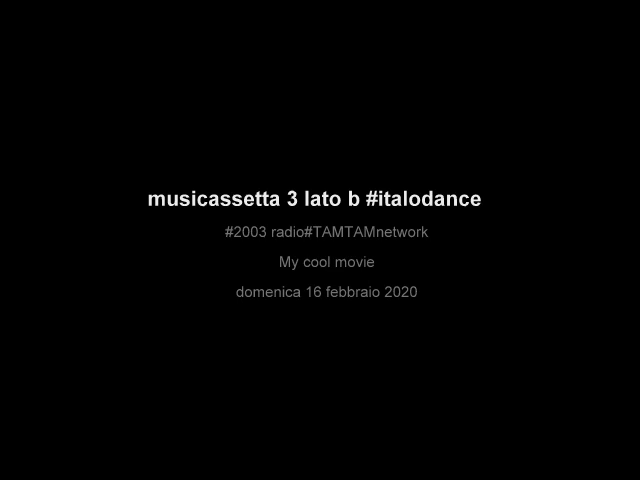 musicassetta 3 lato b #italodance
#2003 radio#TAMTAMnetwork
My cool movie
domenica 16 febbraio 2020